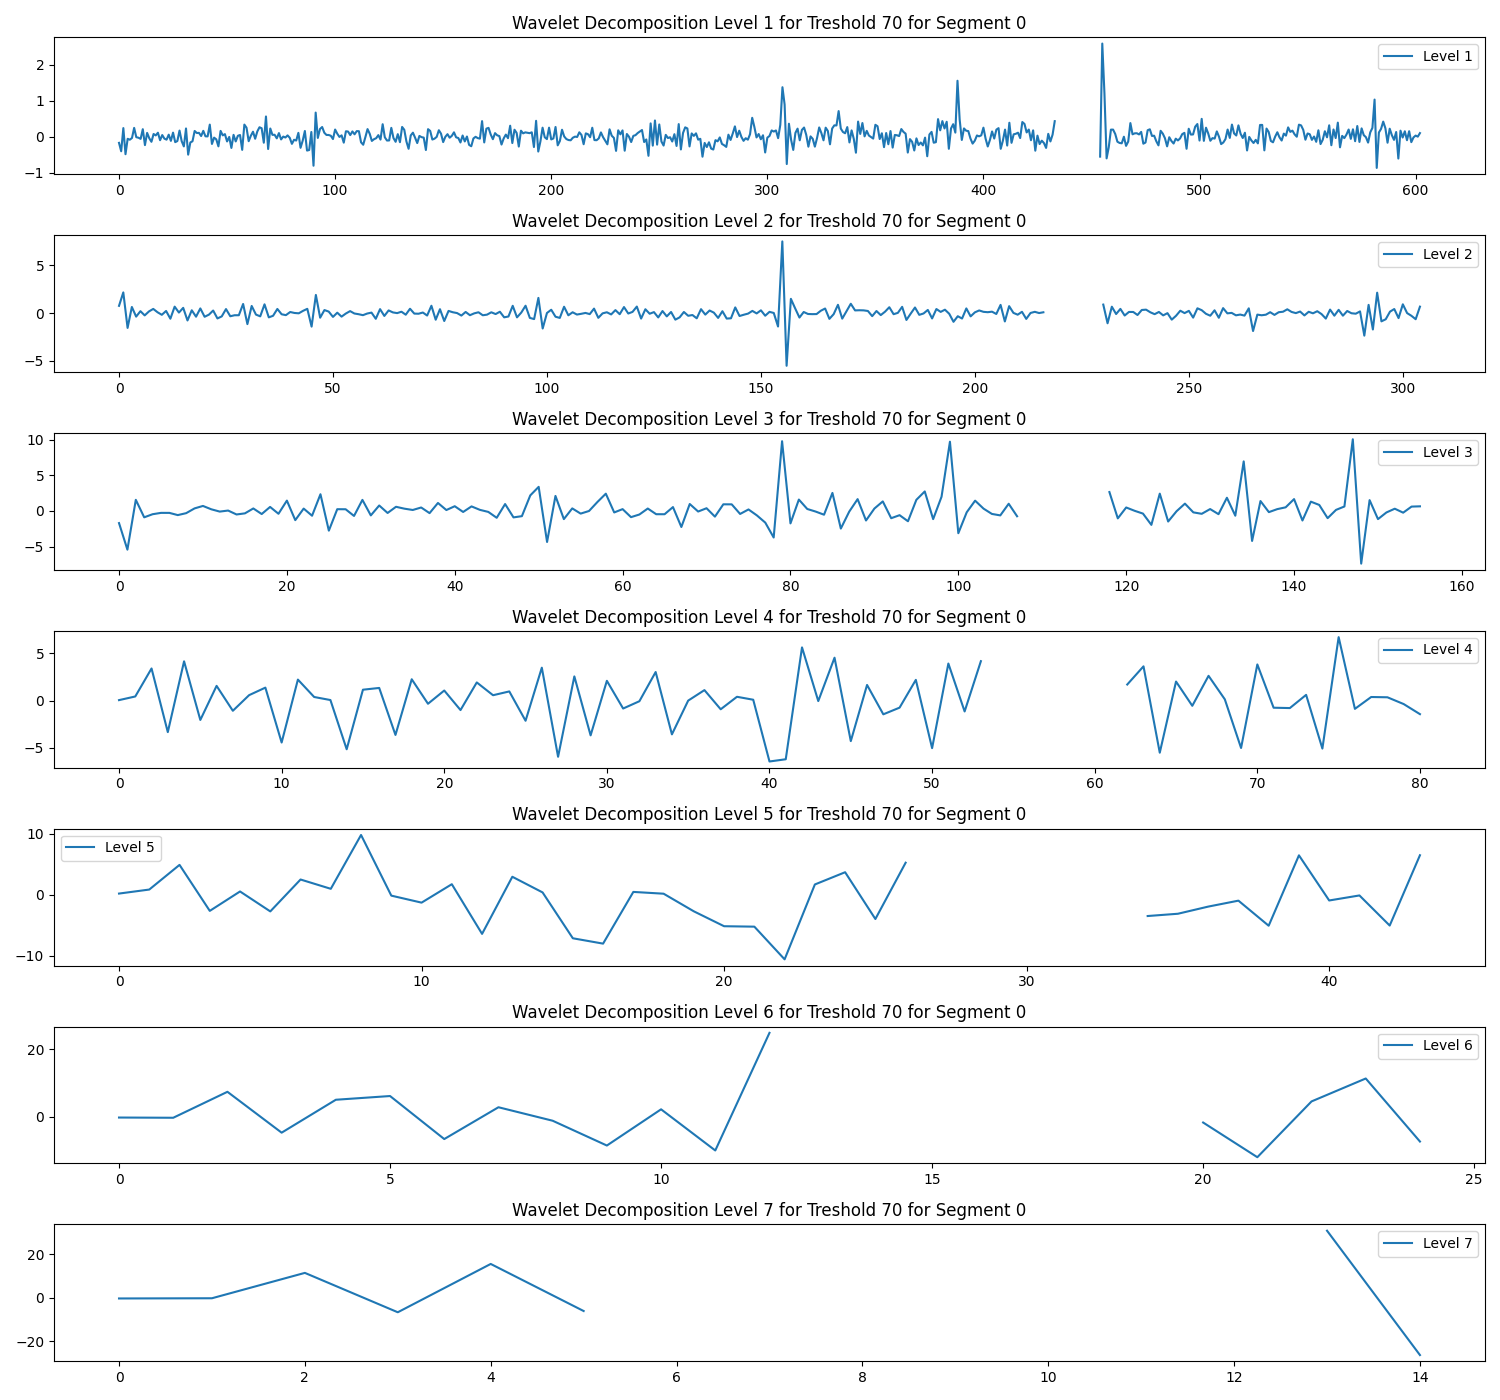 Wavelet Decomposition Level 1 for Treshold 70 for Segment 0
Level 1
2
1
0
−1
0 100 200 300 400 500 600
Wavelet Decomposition Level 2 for Treshold 70 for Segment 0
Level 2
5
0
−5
0 50 100 150 200 250 300
Wavelet Decomposition Level 3 for Treshold 70 for Segment 0
Level 3
10
5
0
−5
0 20 40 60 80 100 120 140 160
Wavelet Decomposition Level 4 for Treshold 70 for Segment 0
Level 4
5
0
−5
0 10 20 30 40 50 60 70 80
Wavelet Decomposition Level 5 for Treshold 70 for Segment 0
Level 5
10
0
−10
0 10 20 30 40
Wavelet Decomposition Level 6 for Treshold 70 for Segment 0
Level 6
20
0
0 5 10 15 20 25
Wavelet Decomposition Level 7 for Treshold 70 for Segment 0
Level 7
20
0
−20
0 2 4 6 8 10 12 14